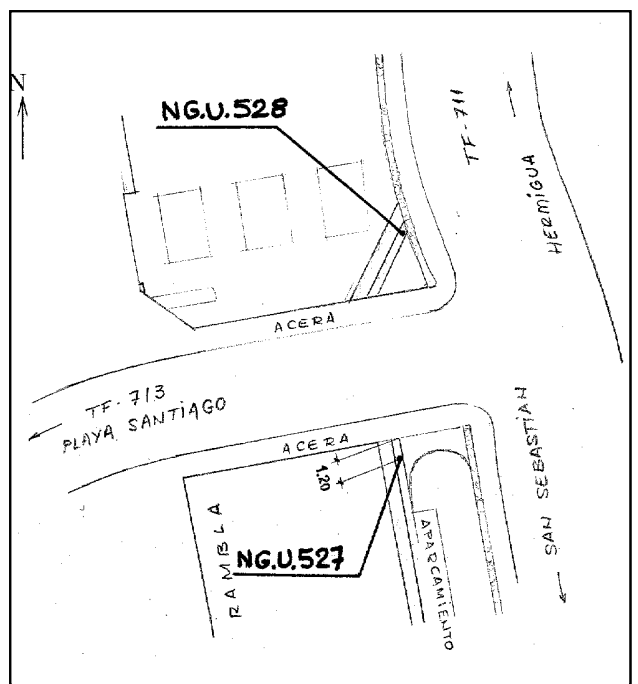 N
NG.U.528
TF-711
HERMIGUA
ACERA
TF-713
PLAYA SANTIAGO
ACERA
1.20
SAN SEBASTIAN
RAMBLA
NG.U.527
APARCAMIENTO